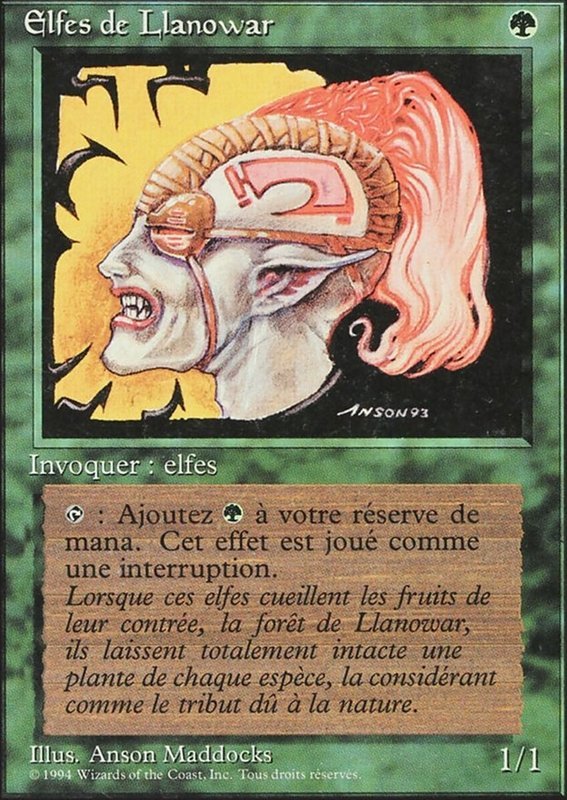 Elfes de Llanowar
ANSON93
Invoquer : elfes
: Ajoutez à votre réserve de
mana. Cet effet est joué comme
une interruption.
Lorsque ces elfes cueillent les fruits de
leur contrée, la forêt de Llanowar,
ils laissent totalement intacte une
plante de chaque espèce, la considérant
comme le tribut dû à la nature.
Illus. Anson Maddocks
1/1
© 1994 Wizards of the Coast, Inc. Tous droits réservés.